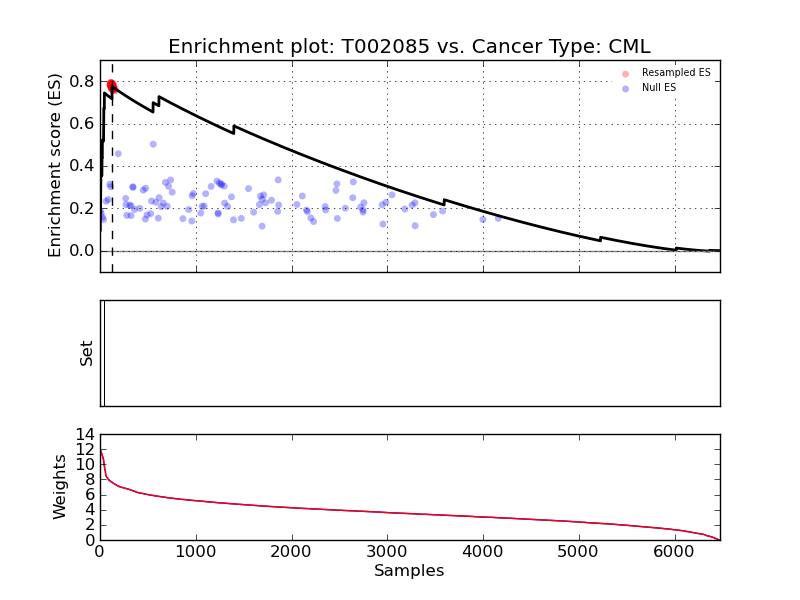 Enrichment plot: T002085 vs. Cancer Type: CML
Enrichment score (ES)
0.8
0.6
0.4
0.2
0.0
Resampled ES
Null ES
Set
Weights
14
12
10
8
6
4
2
0
0
1000
2000
3000
4000
5000
6000
Samples